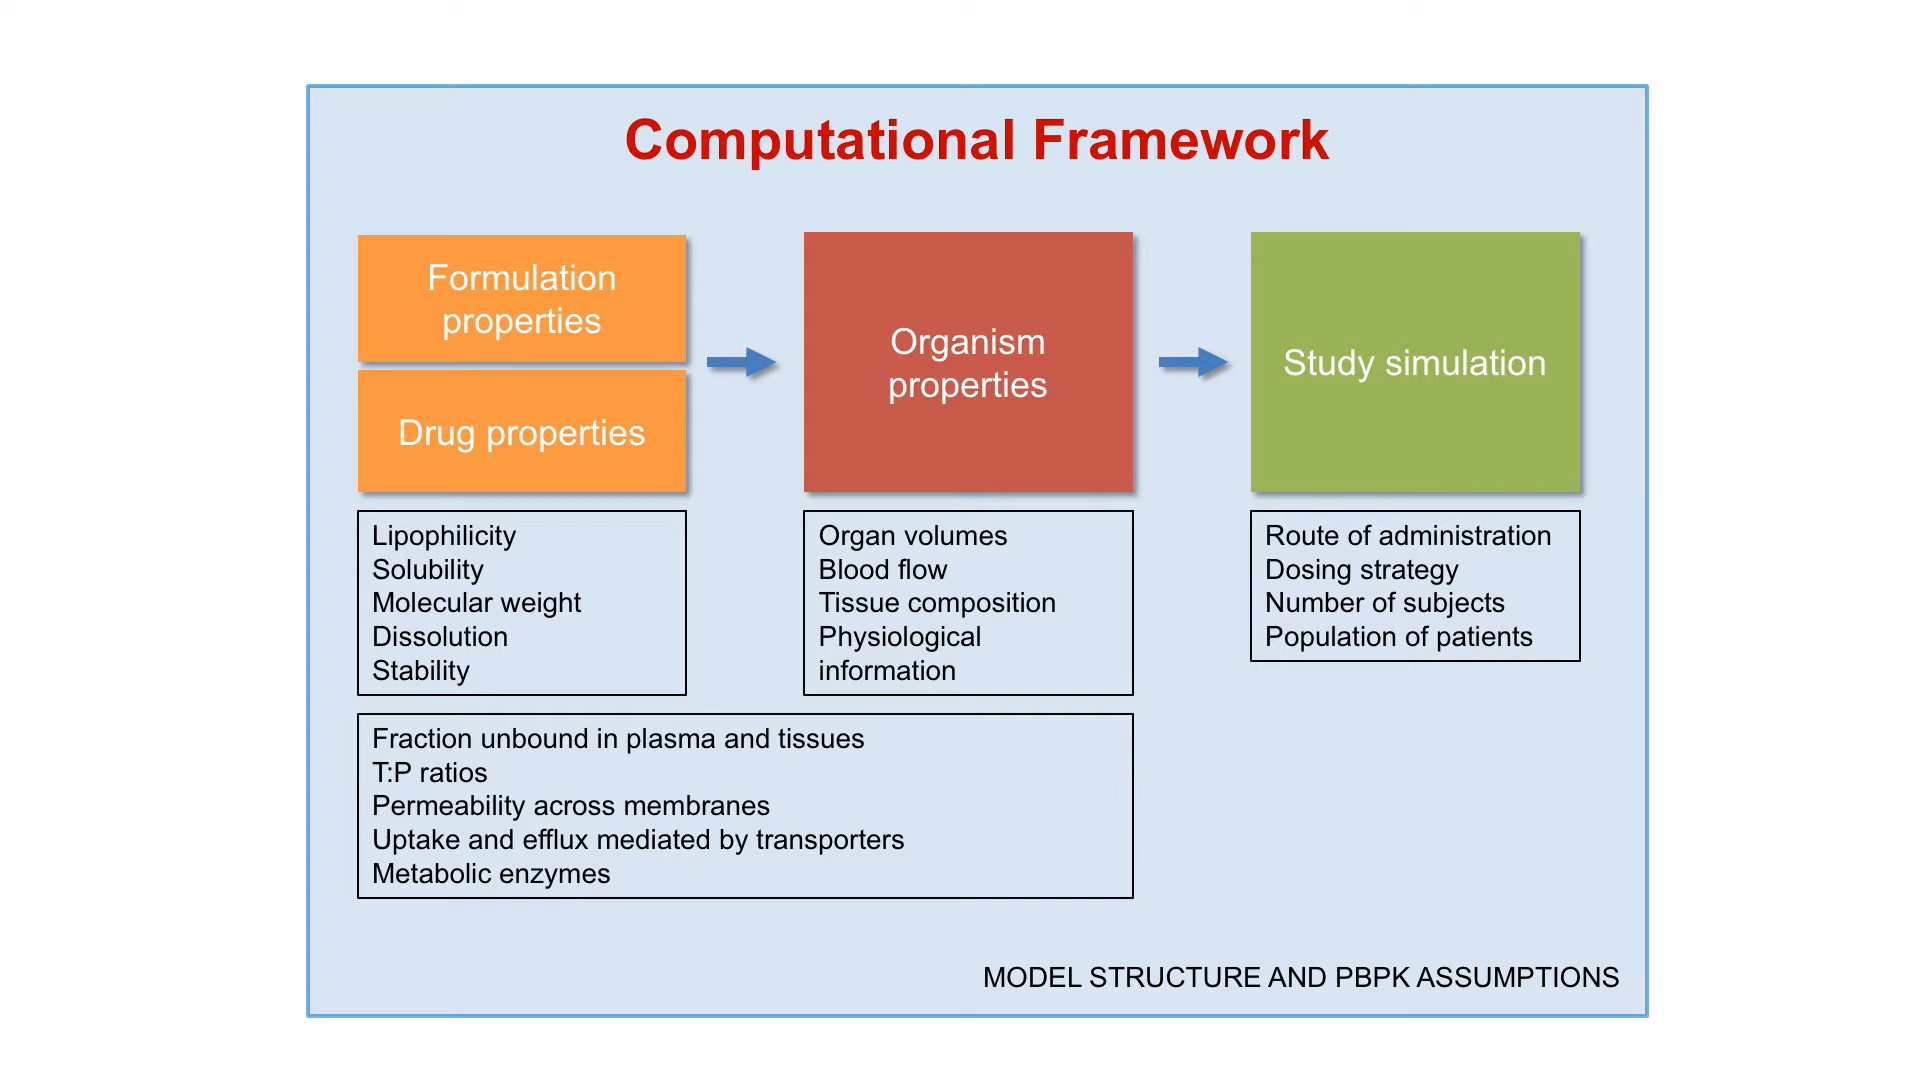 Computational Framework
Formulation
properties
Drug properties
Organism
properties
Study simulation
Lipophilicity
Solubility
Molecular weight
Dissolution
Stability
Organ volumes
Blood flow
Tissue composition
Physiological
information
Route of administration
Dosing strategy
Number of subjects
Population of patients
Fraction unbound in plasma and tissues
T:P ratios
Permeability across membranes
Uptake and efflux mediated by transporters
Metabolic enzymes
MODEL STRUCTURE AND PBPK ASSUMPTIONS